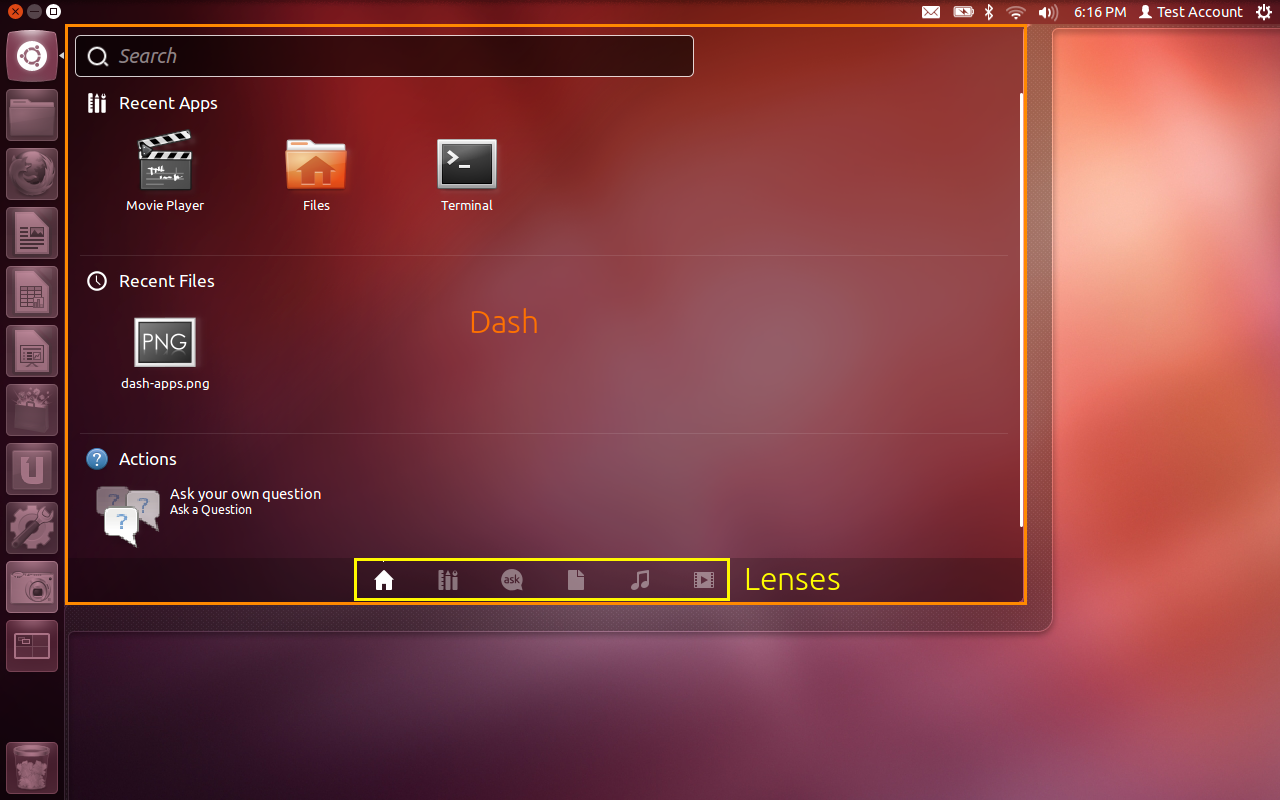 6:16 PM Test Account
Search
Recent Apps
Movie Player Files Terminal
Recent Files
Dash
PNG
dash-apps.png
Actions
Ask your own question
Ask a Question
ask
Lenses